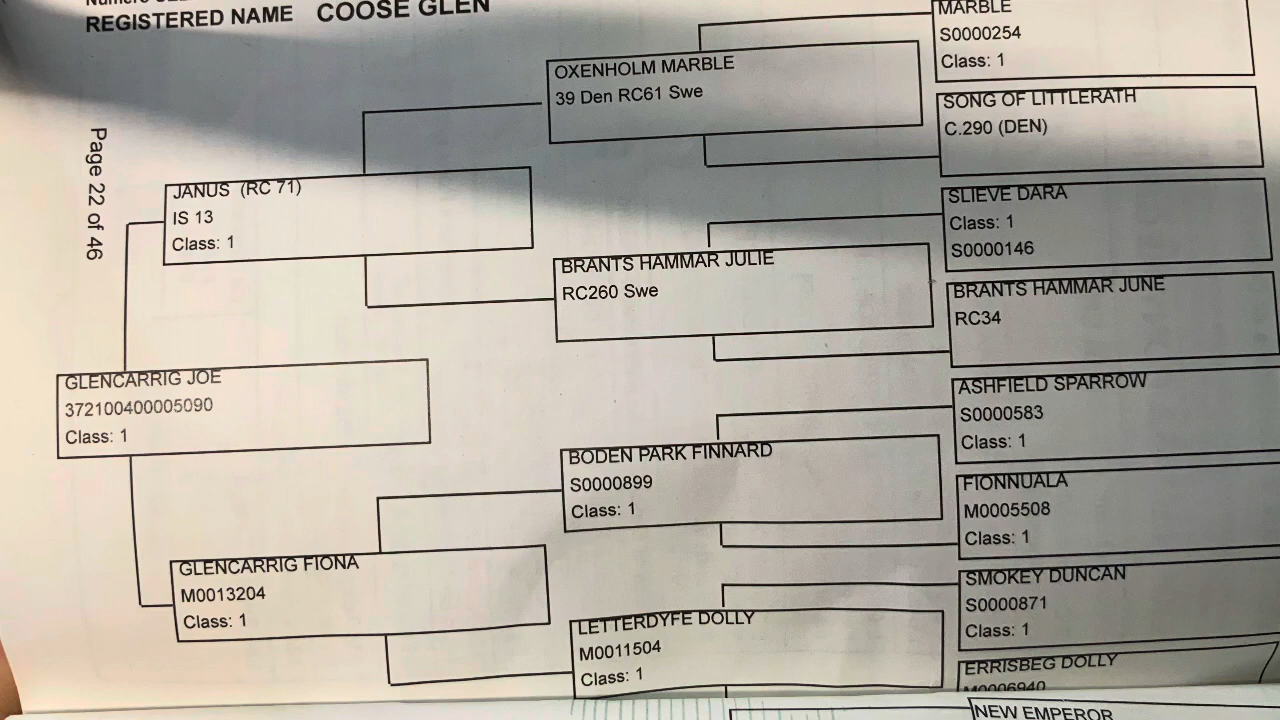 REGISTERED NAME COOSE GLEN
Page 22 of 46
GLENCARRIG JOE
372100400005090
Class: 1
JANUS (RC 71)
IS 13
Class: 1
GLENCARRIG FIONA
M0013204
Class: 1
OXENHOLM MARBLE
39 Den RC61 Swe
BRANTS HAMMAR JULIE
RC260 Swe
BODEN PARK FINNARD
S0000899
Class: 1
LETTERDYFE DOLLY
M0011504
Class: 1
MARBLE
S0000254
Class: 1
SONG OF LITTLERATH
C.290 (DEN)
SLIEVE DARA
Class: 1
S0000146
BRANTS HAMMAR JUNE
RC34
ASHFIELD SPARROW
S0000583
Class: 1
FIONNUALA
M0005508
Class: 1
SMOKEY DUNCAN
S0000871
Class: 1
ERRISBEG DOLLY
M0006940
NEW EMPEROR